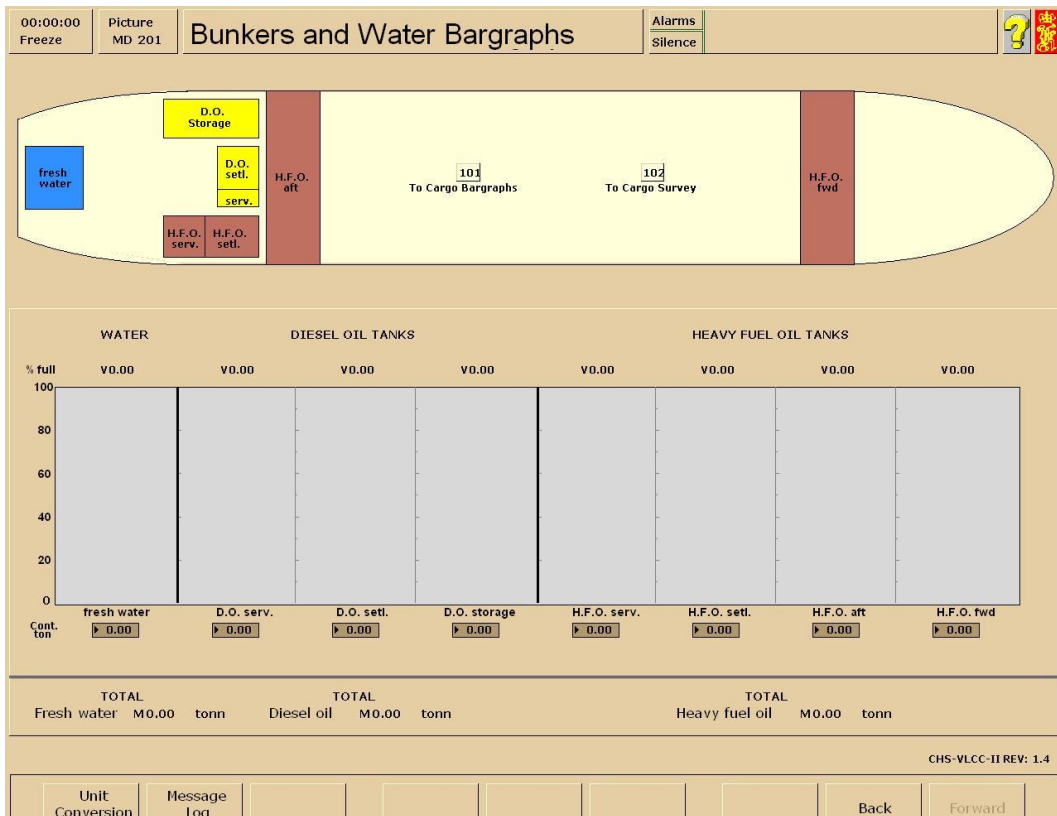 00:00:00
Freeze
Picture
MD 201
Bunkers and Water Bargraphs
Alarms
Silence
?
D.O.
Storage
fresh
water
D.O.
setl.
serv.
H.F.O.
aft
H.F.O.
serv.
H.F.O.
setl.
101
To Cargo Bargraphs
102
To Cargo Survey
H.F.O.
fwd
WATER
DIESEL OIL TANKS
HEAVY FUEL OIL TANKS
% full V0.00 V0.00 V0.00 V0.00 V0.00 V0.00 V0.00 V0.00
100
80
60
40
20
0
fresh water D.O. serv. D.O. setl. D.O. storage H.F.O. serv. H.F.O. setl. H.F.O. aft H.F.O. fwd
Cont.
ton
0.00 0.00 0.00 0.00 0.00 0.00 0.00 0.00
TOTAL
Fresh water M0.00 tonn
TOTAL
Diesel oil M0.00 tonn
TOTAL
Heavy fuel oil M0.00 tonn
CHS-VLCC-II REV: 1.4
Unit
Conversion
Message
Log
Back
Forward